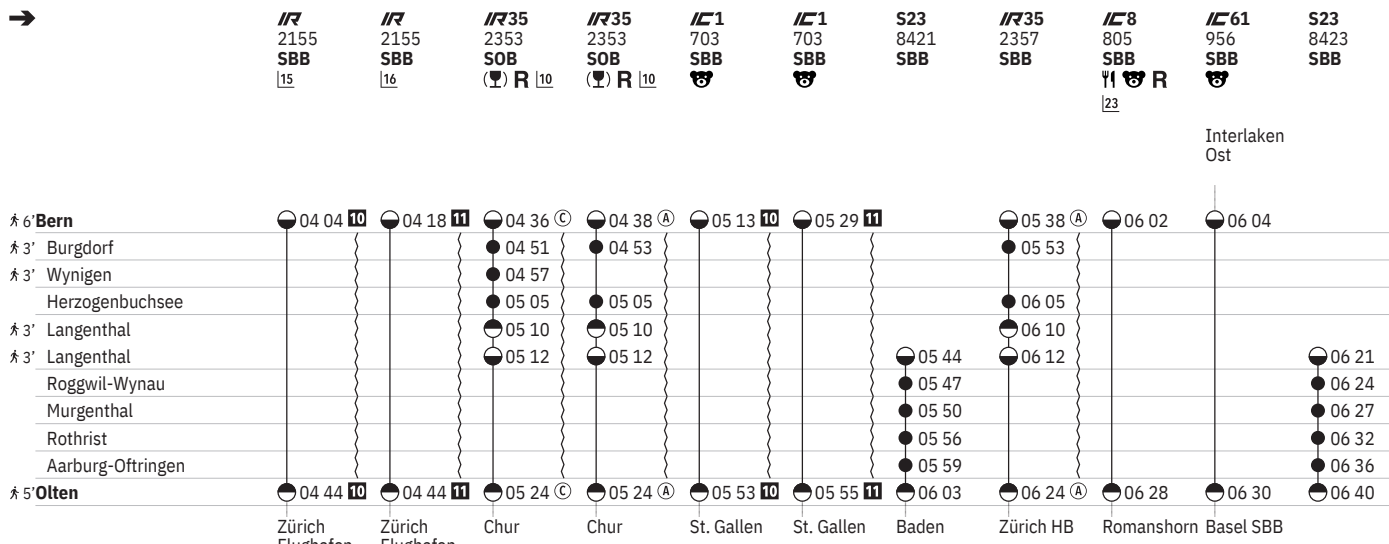 IR IR IR35 IR35 IC1 IC1 S23 IR35 IC8 IC61 S23
2155 2155 2353 2353 703 703 8421 2357 805 956 8423
SBB SBB SOB SOB SBB SBB SBB SBB SBB SBB SBB
15 16 R 10 R 10 R
23
Interlaken
Ost
6' Bern 04 04 10 04 18 11 04 36 C 04 38 A 05 13 10 05 29 11 05 38 A 06 02 06 04
3' Burgdorf 04 51 04 53 05 53
3' Wynigen 04 57
Herzogenbuchsee 05 05 05 05 06 05
3' Langenthal 05 10 05 10 06 10
3' Langenthal 05 12 05 12 05 44 06 12 06 21
Roggwil-Wynau 05 47 06 24
Murgenthal 05 50 06 27
Rothrist 05 56 06 32
Aarburg-Oftringen 05 59 06 36
5' Olten 04 44 10 04 44 11 05 24 C 05 24 A 05 53 10 05 55 11 06 03 06 24 A 06 28 06 30 06 40
Zürich Zürich Chur Chur St. Gallen St. Gallen Baden Zürich HB Romanshorn Basel SBB